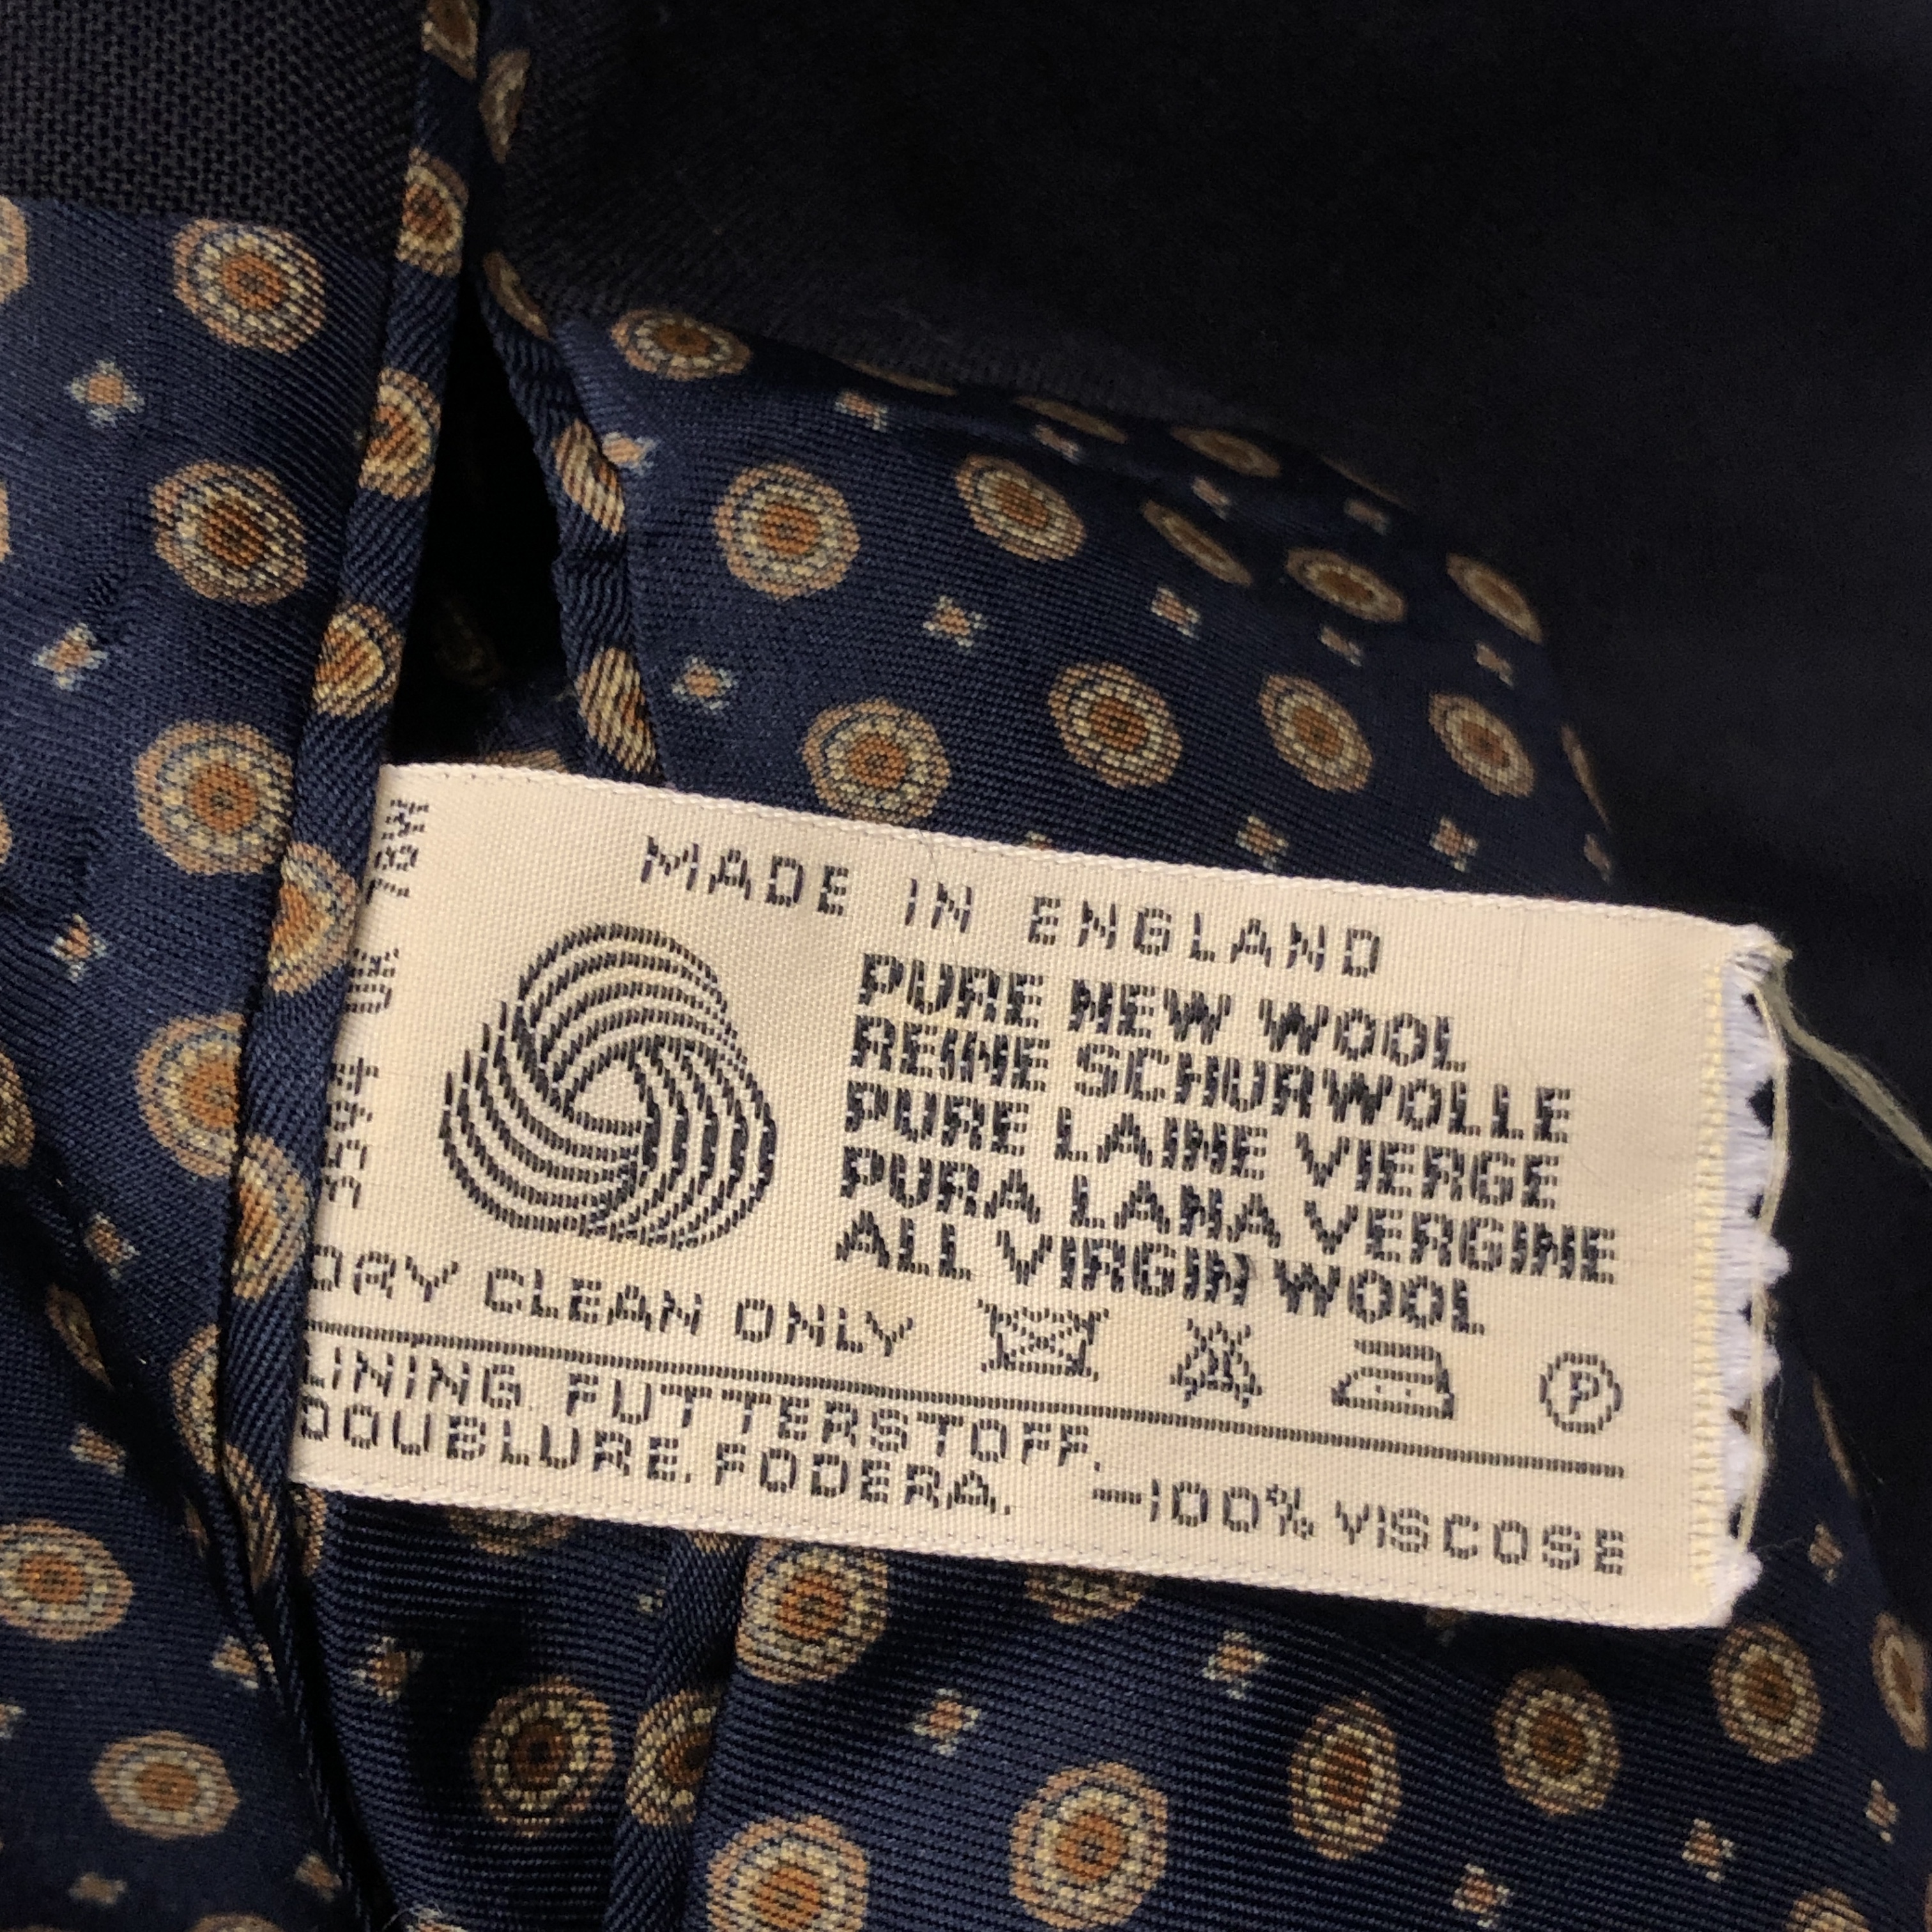 MADE IN ENGLAND
PURE NEW WOOL
REINE SCHURWOLLE
PURE LAINE VIERGE
PURA LANA VERGINE
ALL VIRGIN WOOL
DRY CLEAN ONLY
P
LINING. FUTTERSTOFF.
DOUBLURE. FODERA. —100% VISCOSE
UK